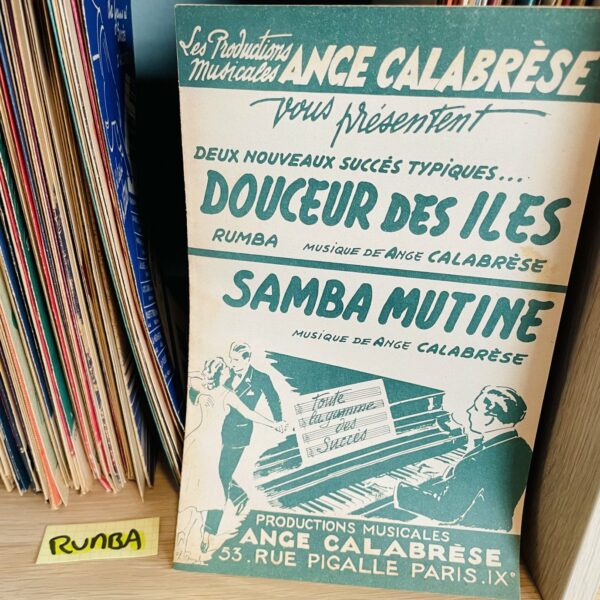 Les Productions
Musicales ANGE CALABRÈSE
vous présentent
DEUX NOUVEAUX SUCCÈS TYPIQUES...
DOUCEUR DES ILES
RUMBA MUSIQUE DE ANGE CALABRÈSE
SAMBA MUTINE
MUSIQUE DE ANGE CALABRÈSE
toute
la gamme
des
Succès
PRODUCTIONS MUSICALES
ANGE CALABRÈSE
53. RUE PIGALLE PARIS.IXe
RUMBA